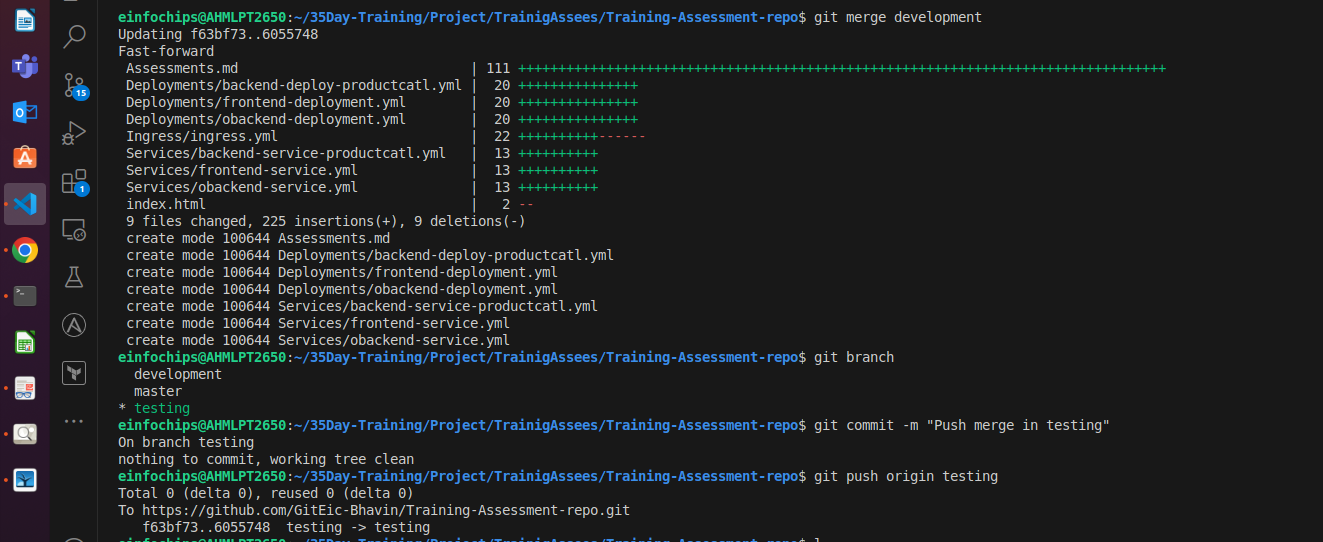 einfochips@AHMLPT2650:~/35Day-Training/Project/TrainigAssees/Training-Assessment-repo$ git merge development
Updating f63bf73..6055748
Fast-forward
 Assessments.md                           | 111 +++++++++++++++++++++++++++++++++++++++++++++++++++++++++++++++++++++++++++++++++
 Deployments/backend-deploy-productcatl.yml |  20 +++++++++++++++
 Deployments/frontend-deployment.yml      |  20 +++++++++++++++
 Deployments/obackend-deployment.yml      |  20 +++++++++++++++
 Ingress/ingress.yml                      |  22 ++++++++++------
 Services/backend-service-productcatl.yml |  13 ++++++++++
 Services/frontend-service.yml            |  13 ++++++++++
 Services/obackend-service.yml            |  13 ++++++++++
 index.html                               |   2 --
 9 files changed, 225 insertions(+), 9 deletions(-)
 create mode 100644 Assessments.md
 create mode 100644 Deployments/backend-deploy-productcatl.yml
 create mode 100644 Deployments/frontend-deployment.yml
 create mode 100644 Deployments/obackend-deployment.yml
 create mode 100644 Services/backend-service-productcatl.yml
 create mode 100644 Services/frontend-service.yml
 create mode 100644 Services/obackend-service.yml
einfochips@AHMLPT2650:~/35Day-Training/Project/TrainigAssees/Training-Assessment-repo$ git branch
  development
  master
* testing
einfochips@AHMLPT2650:~/35Day-Training/Project/TrainigAssees/Training-Assessment-repo$ git commit -m "Push merge in testing"
On branch testing
nothing to commit, working tree clean
einfochips@AHMLPT2650:~/35Day-Training/Project/TrainigAssees/Training-Assessment-repo$ git push origin testing
Total 0 (delta 0), reused 0 (delta 0)
To https://github.com/GitEic-Bhavin/Training-Assessment-repo.git
   f63bf73..6055748  testing -> testing
15
1